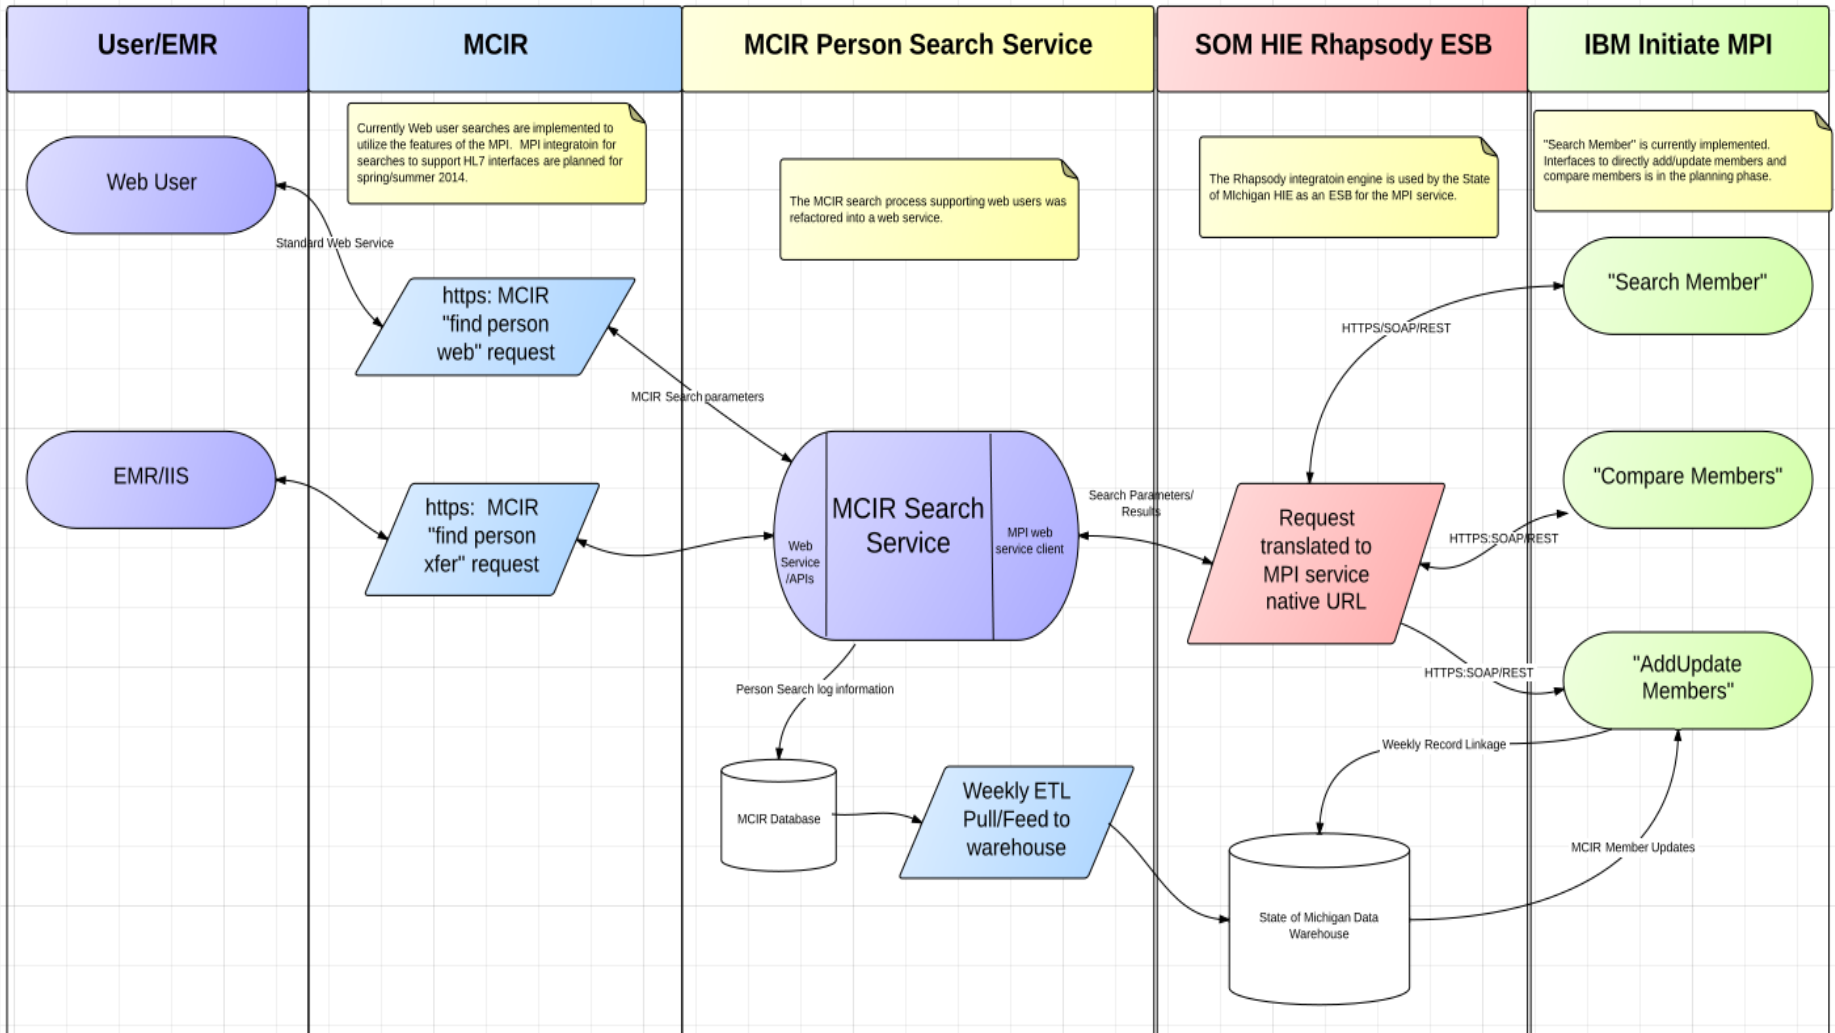 User/EMR
MCIR
MCIR Person Search Service
SOM HIE Rhapsody ESB
IBM Initiate MPI
Currently Web user searches are implemented to
utilize the features of the MPI.  MPI integratoin for
searches to support HL7 interfaces are planned for
spring/summer 2014.
The MCIR search process supporting web users was
refactored into a web service.
The Rhapsody integratoin engine is used by the State
of MIchigan HIE as an ESB for the MPI service.
"Search Member" is currently implemented.
Interfaces to directly add/update members and
compare members is in the planning phase.
Web User
Standard Web Service
https: MCIR
"find person
web" request
MCIR Search parameters
"Search Member"
HTTPS/SOAP/REST
EMR/IIS
https:  MCIR
"find person
xfer" request
Web
Service
/APIs
MCIR Search
Service
MPI web
service client
Search Parameters/
Results
Request
translated to
MPI service
native URL
"Compare Members"
HTTPS:SOAP/REST
HTTPS:SOAP/REST
"AddUpdate
Members"
Person Search log information
Weekly Record Linkage
MCIR Database
Weekly ETL
Pull/Feed to
warehouse
MCIR Member Updates
State of Michigan Data
Warehouse